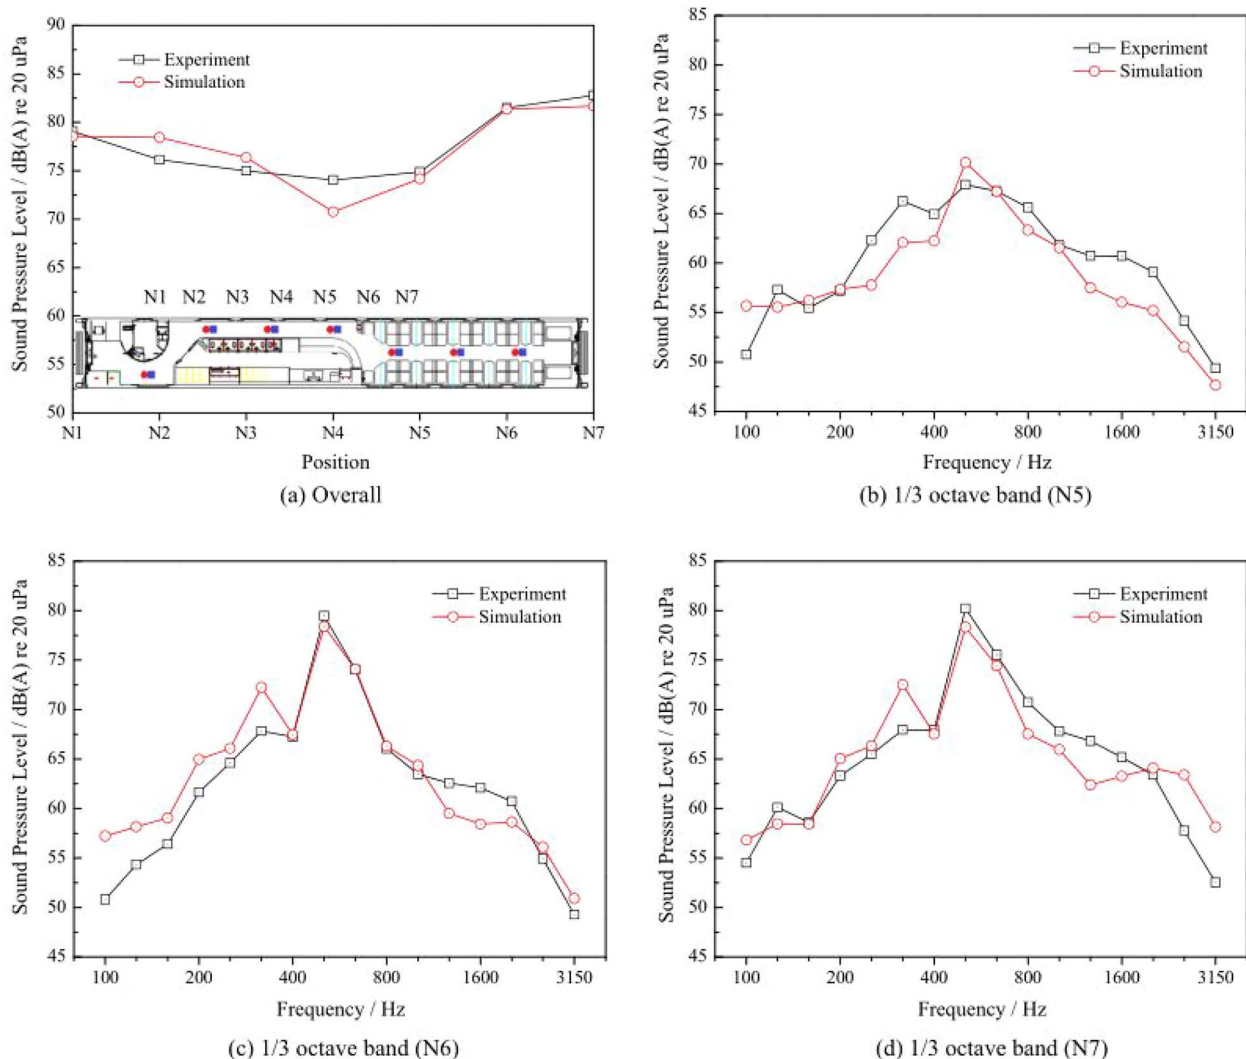 90
85
80
75
70
65
60
55
50
Sound Pressure Level / dB(A) re 20 uPa
Experiment
Simulation
N1 N2 N3 N4 N5 N6 N7
N1 N2 N3 N4 N5 N6 N7
Position
(a) Overall
85
80
75
70
65
60
55
50
45
Sound Pressure Level / dB(A) re 20 uPa
Experiment
Simulation
100 200 400 800 1600 3150
Frequency / Hz
(b) 1/3 octave band (N5)
85
80
75
70
65
60
55
50
45
Sound Pressure Level / dB(A) re 20 uPa
Experiment
Simulation
100 200 400 800 1600 3150
Frequency / Hz
(c) 1/3 octave band (N6)
85
80
75
70
65
60
55
50
45
Sound Pressure Level / dB(A) re 20 uPa
Experiment
Simulation
100 200 400 800 1600 3150
Frequency / Hz
(d) 1/3 octave band (N7)